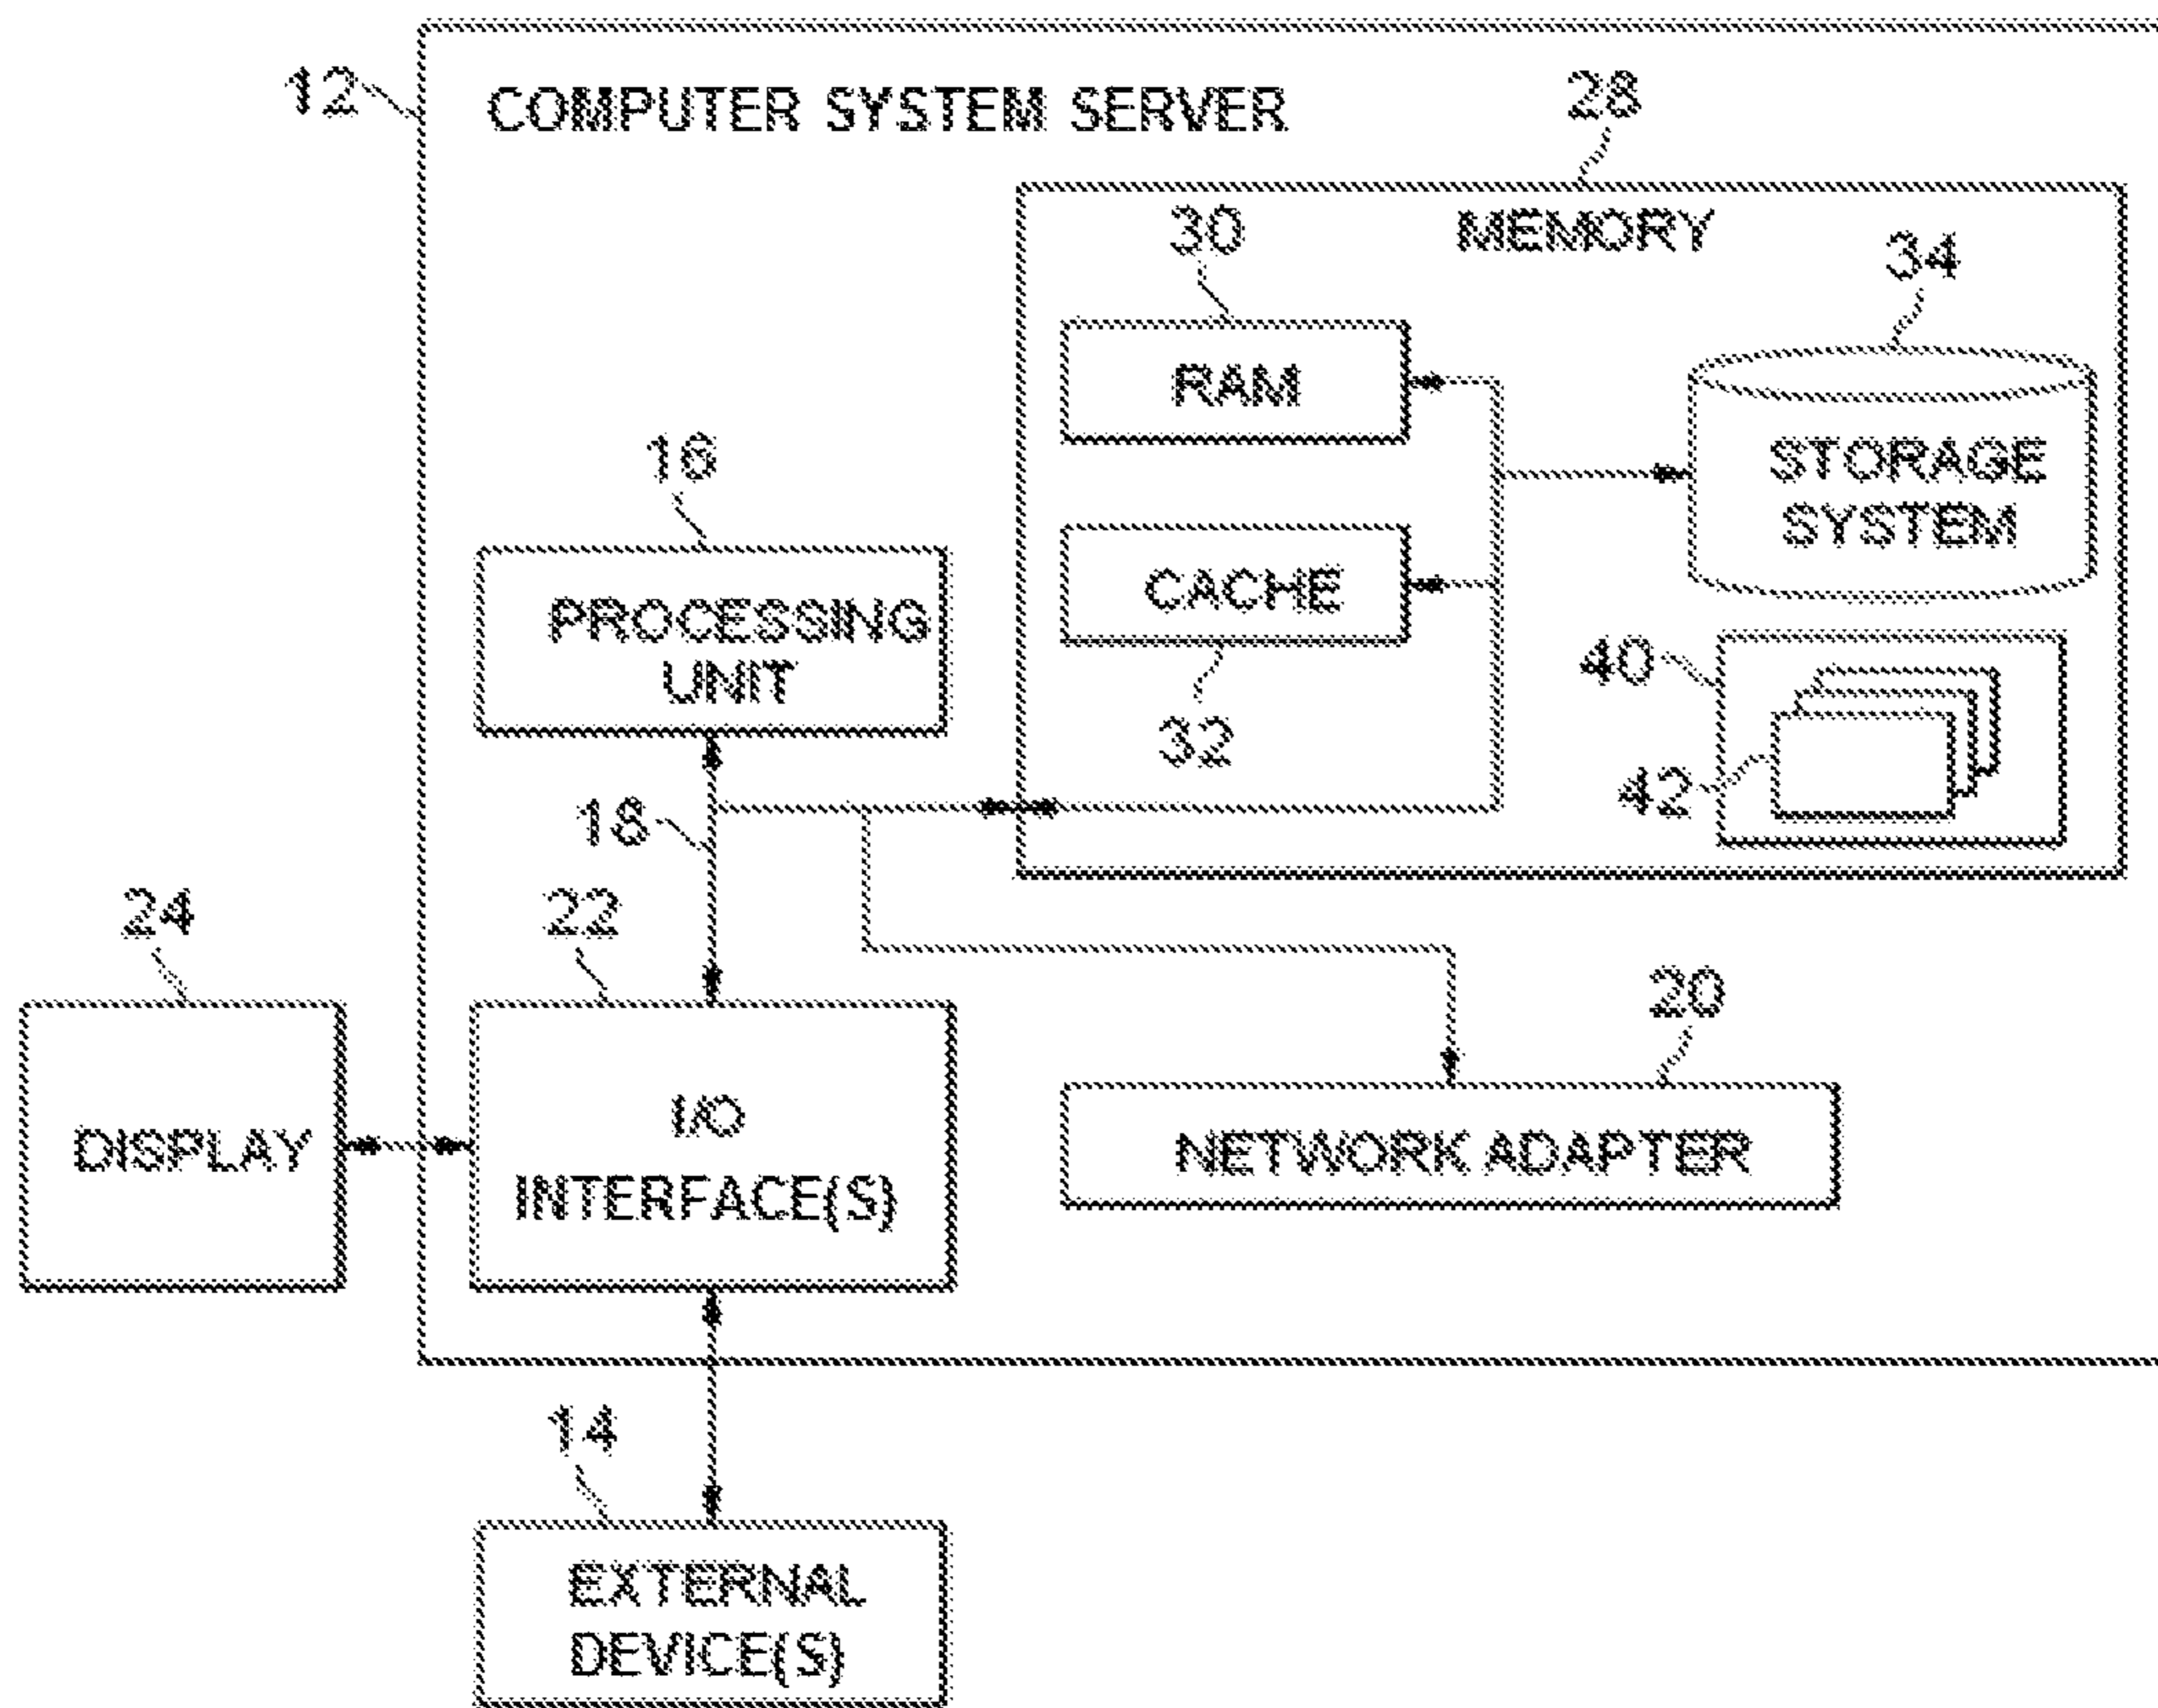 12
COMPUTER SYSTEM SERVER
28
MEMORY
30
34
RAM
STORAGE
SYSTEM
16
PROCESSING
UNIT
CACHE
32
40
42
18
24
22
20
DISPLAY
I/O
INTERFACE(S)
NETWORK ADAPTER
14
EXTERNAL
DEVICE(S)